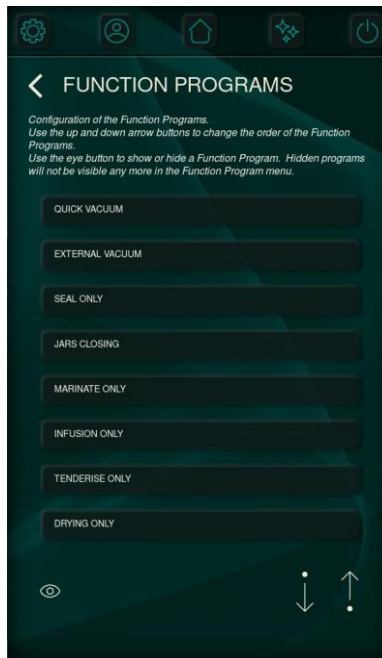 FUNCTION PROGRAMS
Configuration of the Function Programs.
Use the up and down arrow buttons to change the order of the Function
Programs.
Use the eye button to show or hide a Function Program. Hidden programs
will not be visible any more in the Function Program menu.
QUICK VACUUM
EXTERNAL VACUUM
SEAL ONLY
JARS CLOSING
MARINATE ONLY
INFUSION ONLY
TENDERISE ONLY
DRYING ONLY